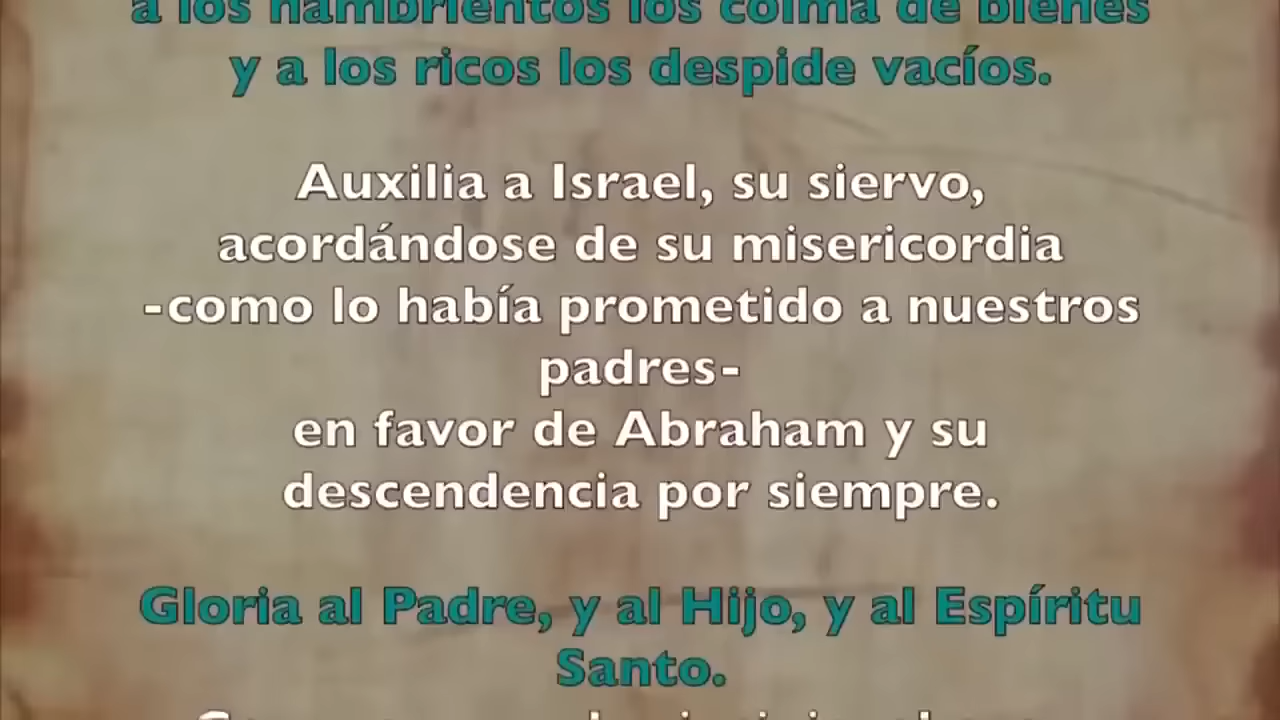 a los hambrientos los colma de bienes
y a los ricos los despide vacíos.
Auxilia a Israel, su siervo,
acordándose de su misericordia
-como lo había prometido a nuestros
padres-
en favor de Abraham y su
descendencia por siempre.
Gloria al Padre, y al Hijo, y al Espíritu
Santo.